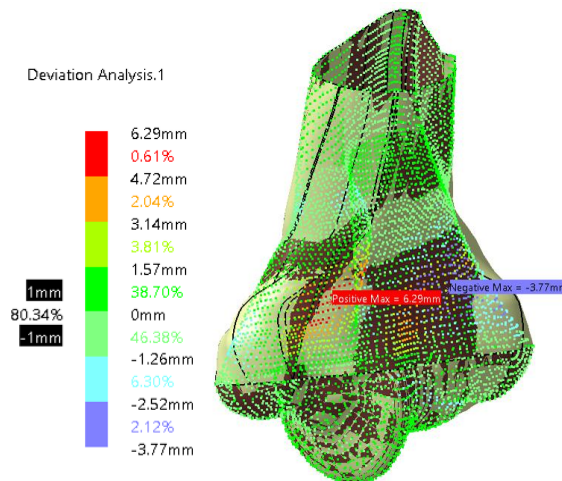 Deviation Analysis.1
6.29mm
0.61%
4.72mm
2.04%
3.14mm
3.81%
1.57mm
1mm
38.70%
80.34%
0mm
-1mm
46.38%
-1.26mm
6.30%
-2.52mm
2.12%
-3.77mm
Negative Max = -3.77mm
Positive Max = 6.29mm